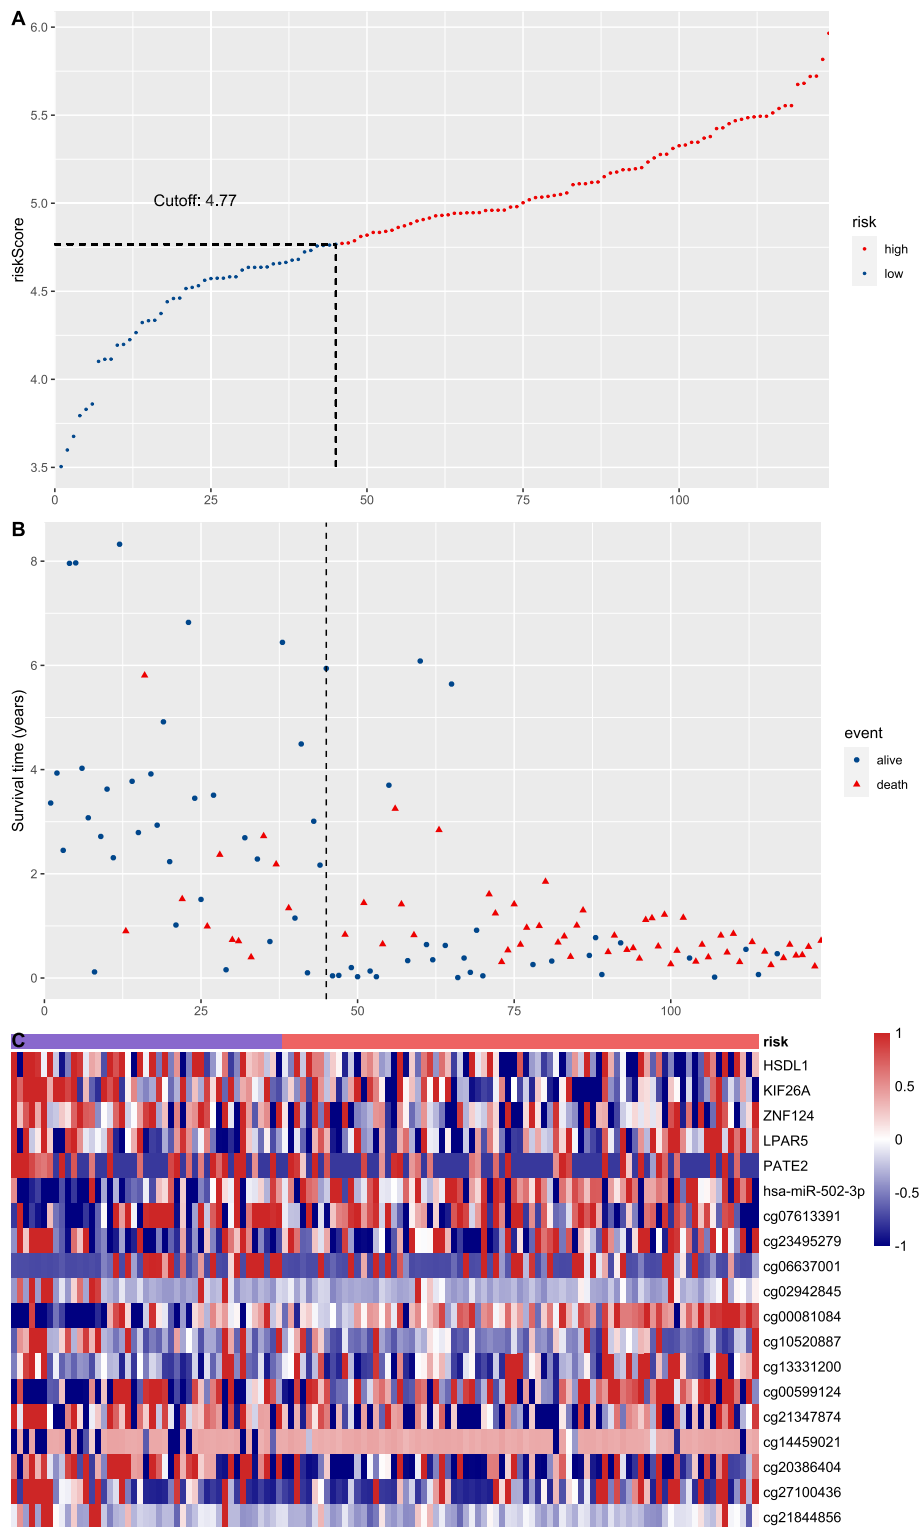 A
6.0
5.5
5.0
4.5
4.0
3.5
riskScore
Cutoff: 4.77
0
25
50
75
100
risk
high
low
B
8
6
4
2
0
Survival time (years)
0
25
50
75
100
event
alive
death
C
risk
HSDL1
KIF26A
ZNF124
LPAR5
PATE2
hsa-miR-502-3p
cg07613391
cg23495279
cg06637001
cg02942845
cg00081084
cg10520887
cg13331200
cg00599124
cg21347874
cg14459021
cg20386404
cg27100436
cg21844856
1
0.5
0
-0.5
-1